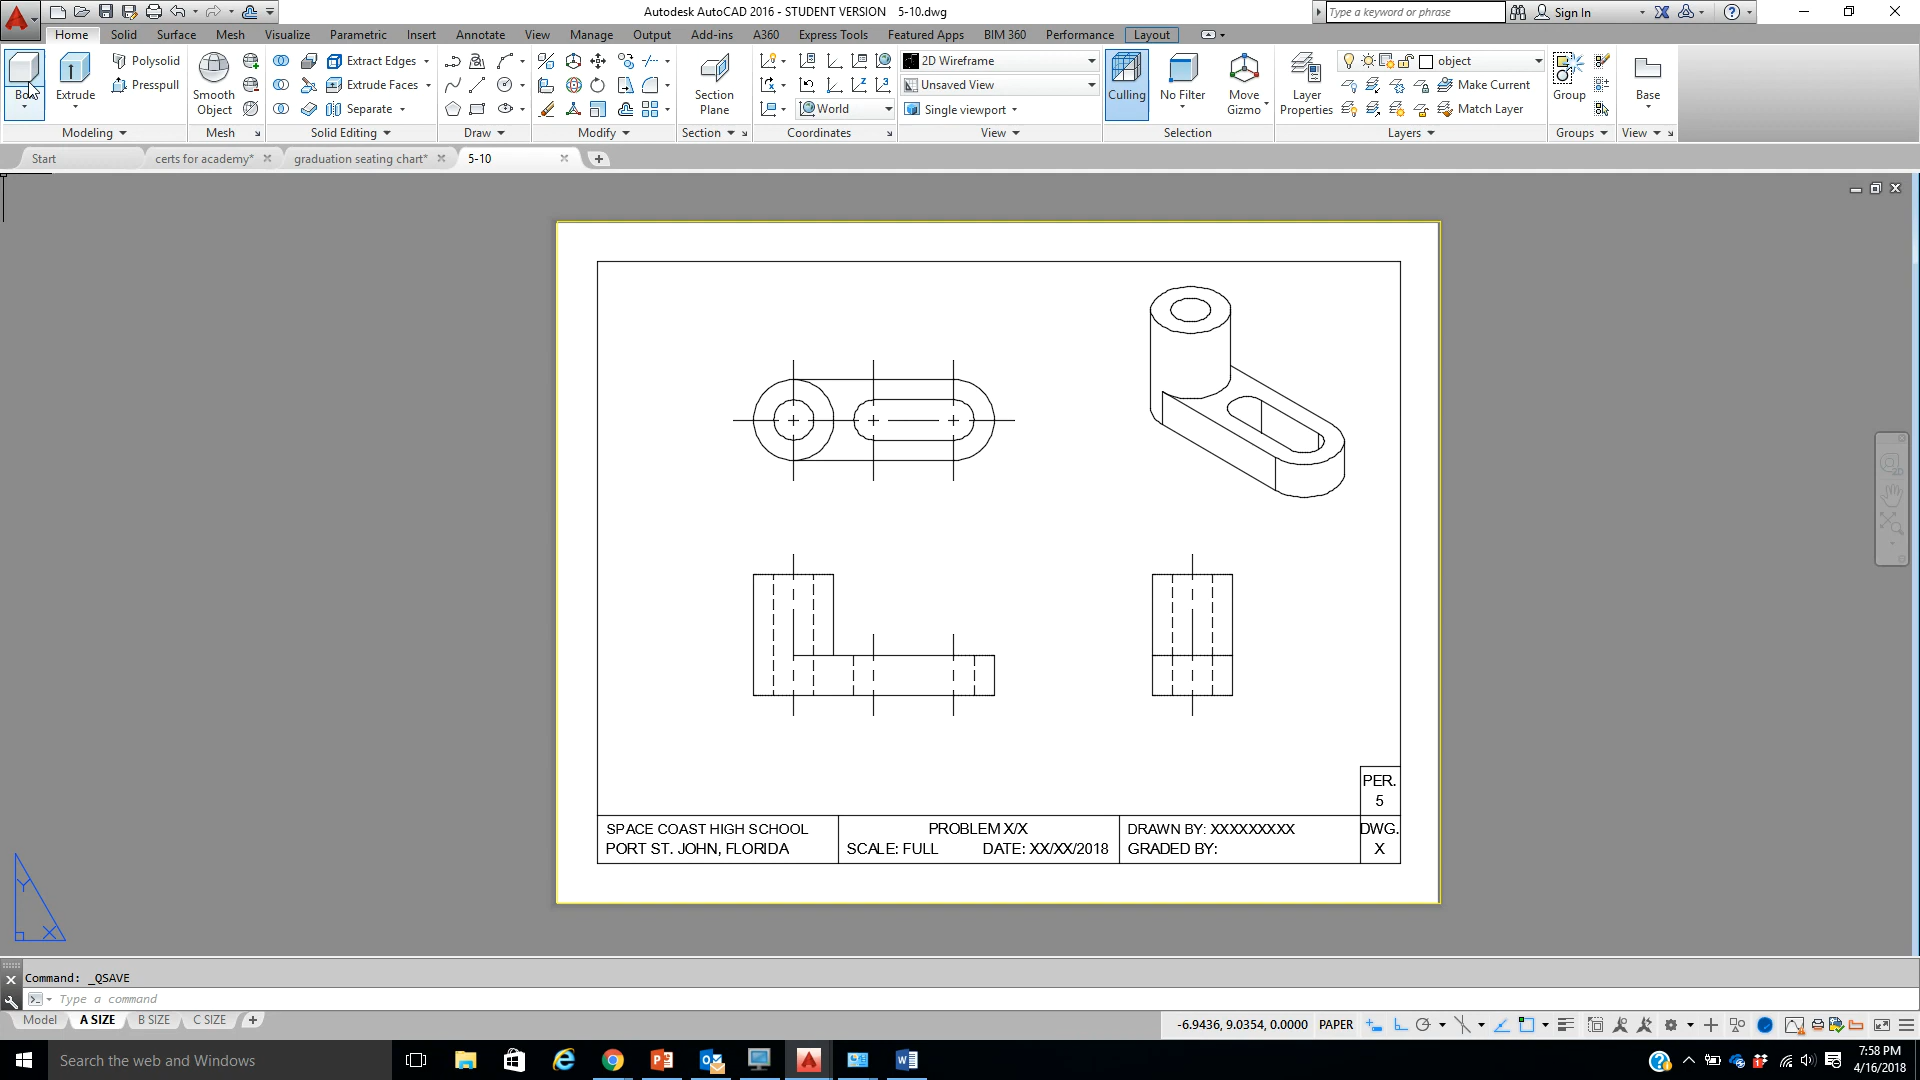 Autodesk AutoCAD 2016 - STUDENT VERSION 5-10.dwg
Type a keyword or phrase
Sign In
Home Solid Surface Mesh Visualize Parametric Insert Annotate View Manage Output Add-ins A360 Express Tools Featured Apps BIM 360 Performance Layout
Box
Extrude
Polysolid
Presspull
Smooth
Object
Extract Edges
Extrude Faces
Separate
Section
Plane
World
2D Wireframe
Unsaved View
Single viewport
Culling
No Filter
Move
Gizmo
Layer
Properties
object
Make Current
Match Layer
Group
Base
Modeling Mesh Solid Editing Draw Modify Section Coordinates View Selection Layers Groups View
Start certs for academy* graduation seating chart* 5-10
PER.
5
SPACE COAST HIGH SCHOOL
PORT ST. JOHN, FLORIDA
PROBLEM X/X
SCALE: FULL DATE: XX/XX/2018
DRAWN BY: XXXXXXXXX
GRADED BY:
DWG.
X
Y
X
Command: _QSAVE
Type a command
Model A SIZE B SIZE C SIZE
-6.9436, 9.0354, 0.0000 PAPER
Search the web and Windows
7:58 PM
4/16/2018